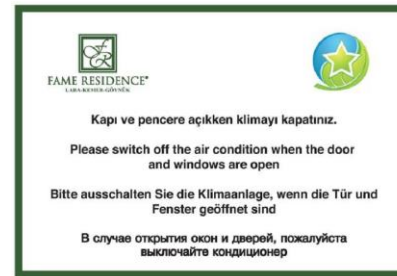 FR
FAME RESIDENCE
LARA-KEMER-GÖYNÜK
Kapı ve pencere açıkken klimayı kapatınız.
Please switch off the air condition when the door
and windows are open
Bitte ausschalten Sie die Klimaanlage, wenn die Tür und
Fenster geöffnet sind
В случае открытия окон и дверей, пожалуйста
выключайте кондиционер